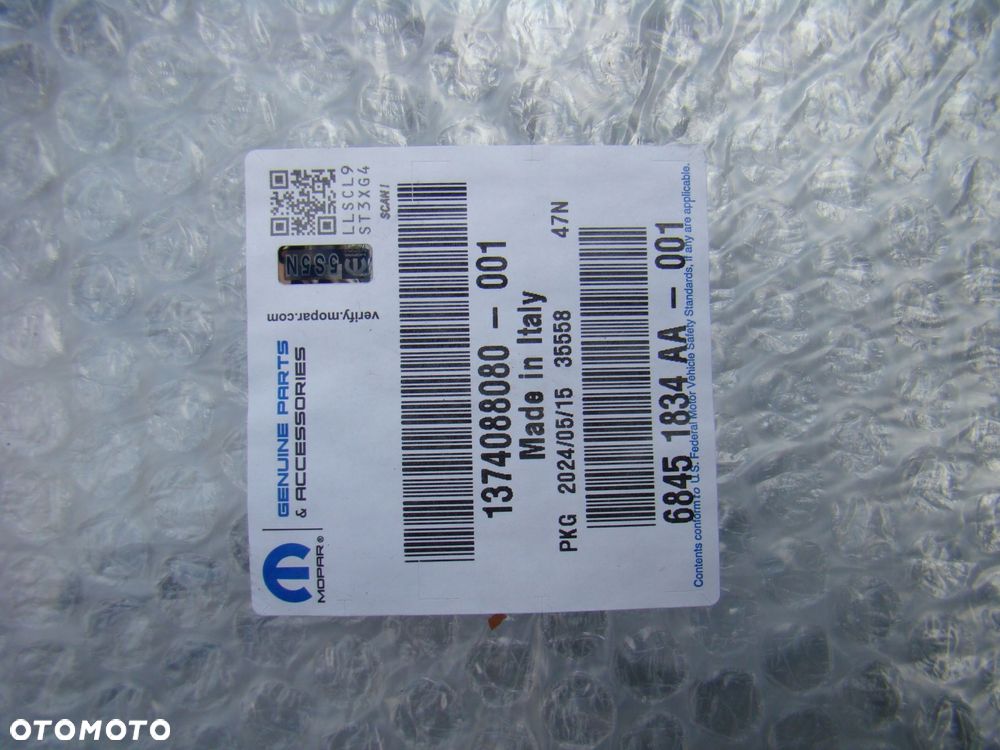 MOPAR®
GENUINE PARTS
& ACCESSORIES
verify.mopar.com
5S5N
LLSCL9
ST3XG4
SCAN!
1374088080 – 001
Made in Italy
PKG 2024/05/15 35558 47N
6845 1834 AA – 001
Contents conform to U.S. Federal Motor Vehicle Safety Standards, if any are applicable.
OTOMOTO